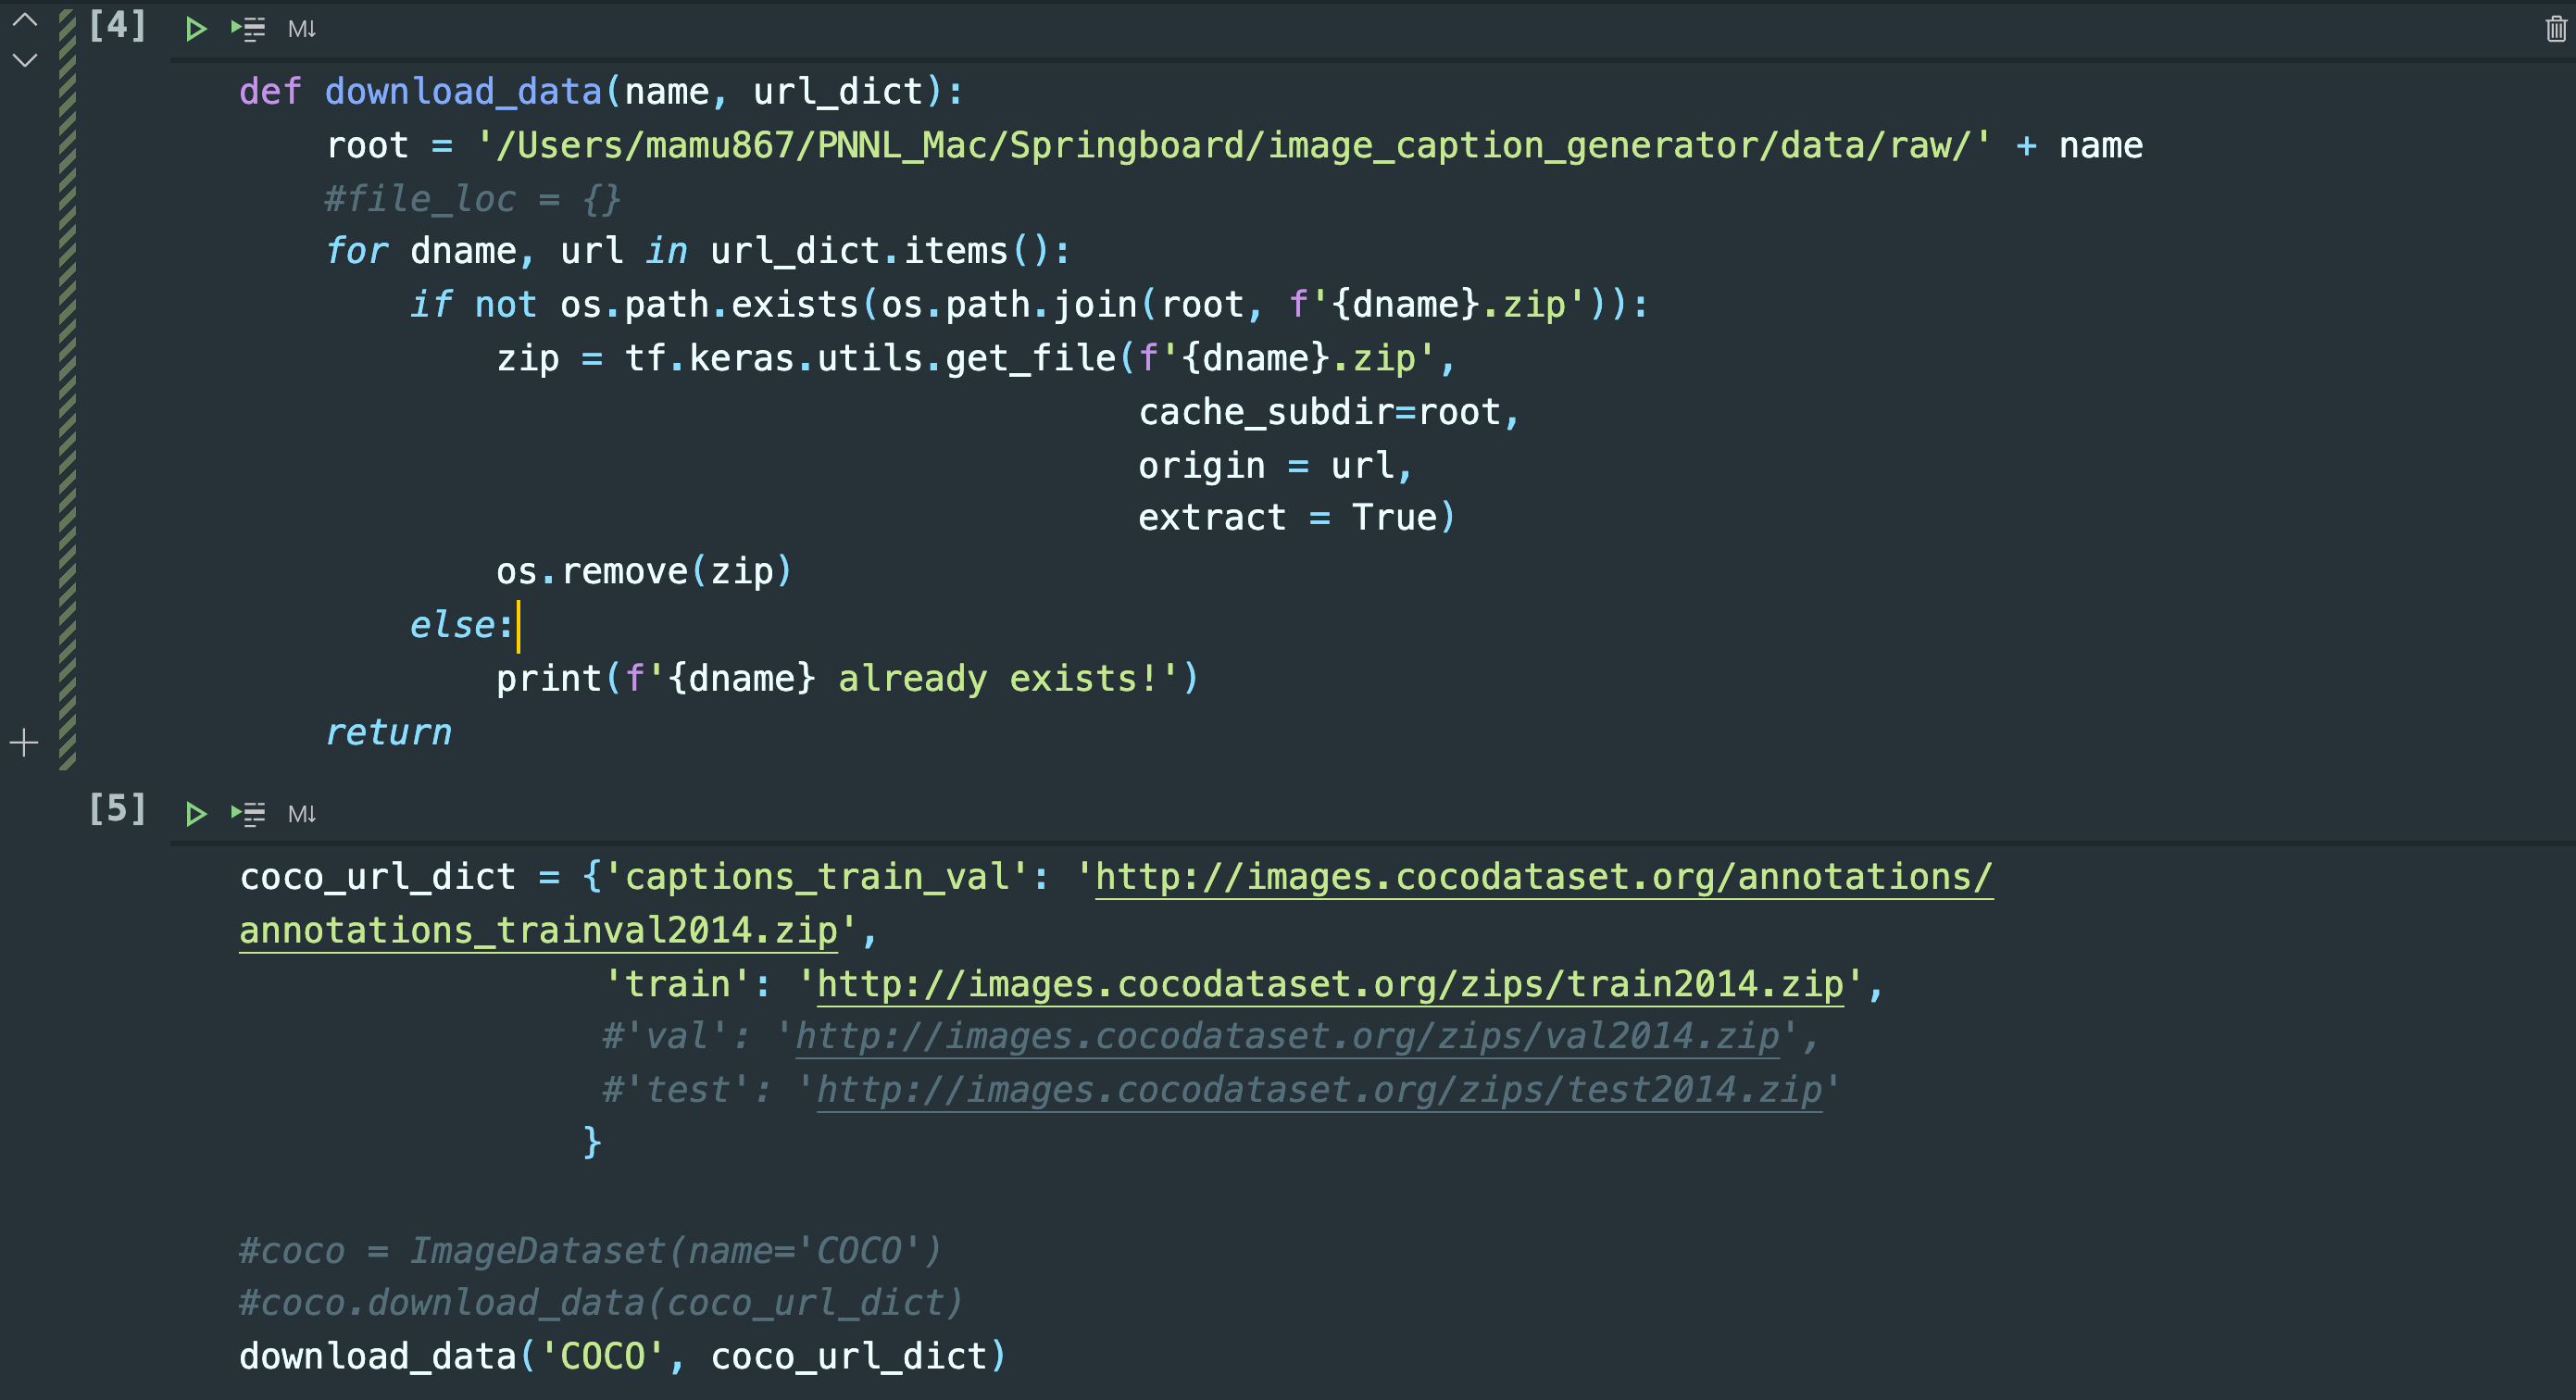 [4] M↓
def download_data(name, url_dict):
    root = '/Users/mamu867/PNNL_Mac/Springboard/image_caption_generator/data/raw/' + name
    #file_loc = {}
    for dname, url in url_dict.items():
        if not os.path.exists(os.path.join(root, f'{dname}.zip')):
            zip = tf.keras.utils.get_file(f'{dname}.zip',
                                          cache_subdir=root,
                                          origin = url,
                                          extract = True)
            os.remove(zip)
        else:
            print(f'{dname} already exists!')
    return
[5] M↓
coco_url_dict = {'captions_train_val': 'http://images.cocodataset.org/annotations/
annotations_trainval2014.zip',
                 'train': 'http://images.cocodataset.org/zips/train2014.zip',
                 #'val': 'http://images.cocodataset.org/zips/val2014.zip',
                 #'test': 'http://images.cocodataset.org/zips/test2014.zip'
                }
#coco = ImageDataset(name='COCO')
#coco.download_data(coco_url_dict)
download_data('COCO', coco_url_dict)